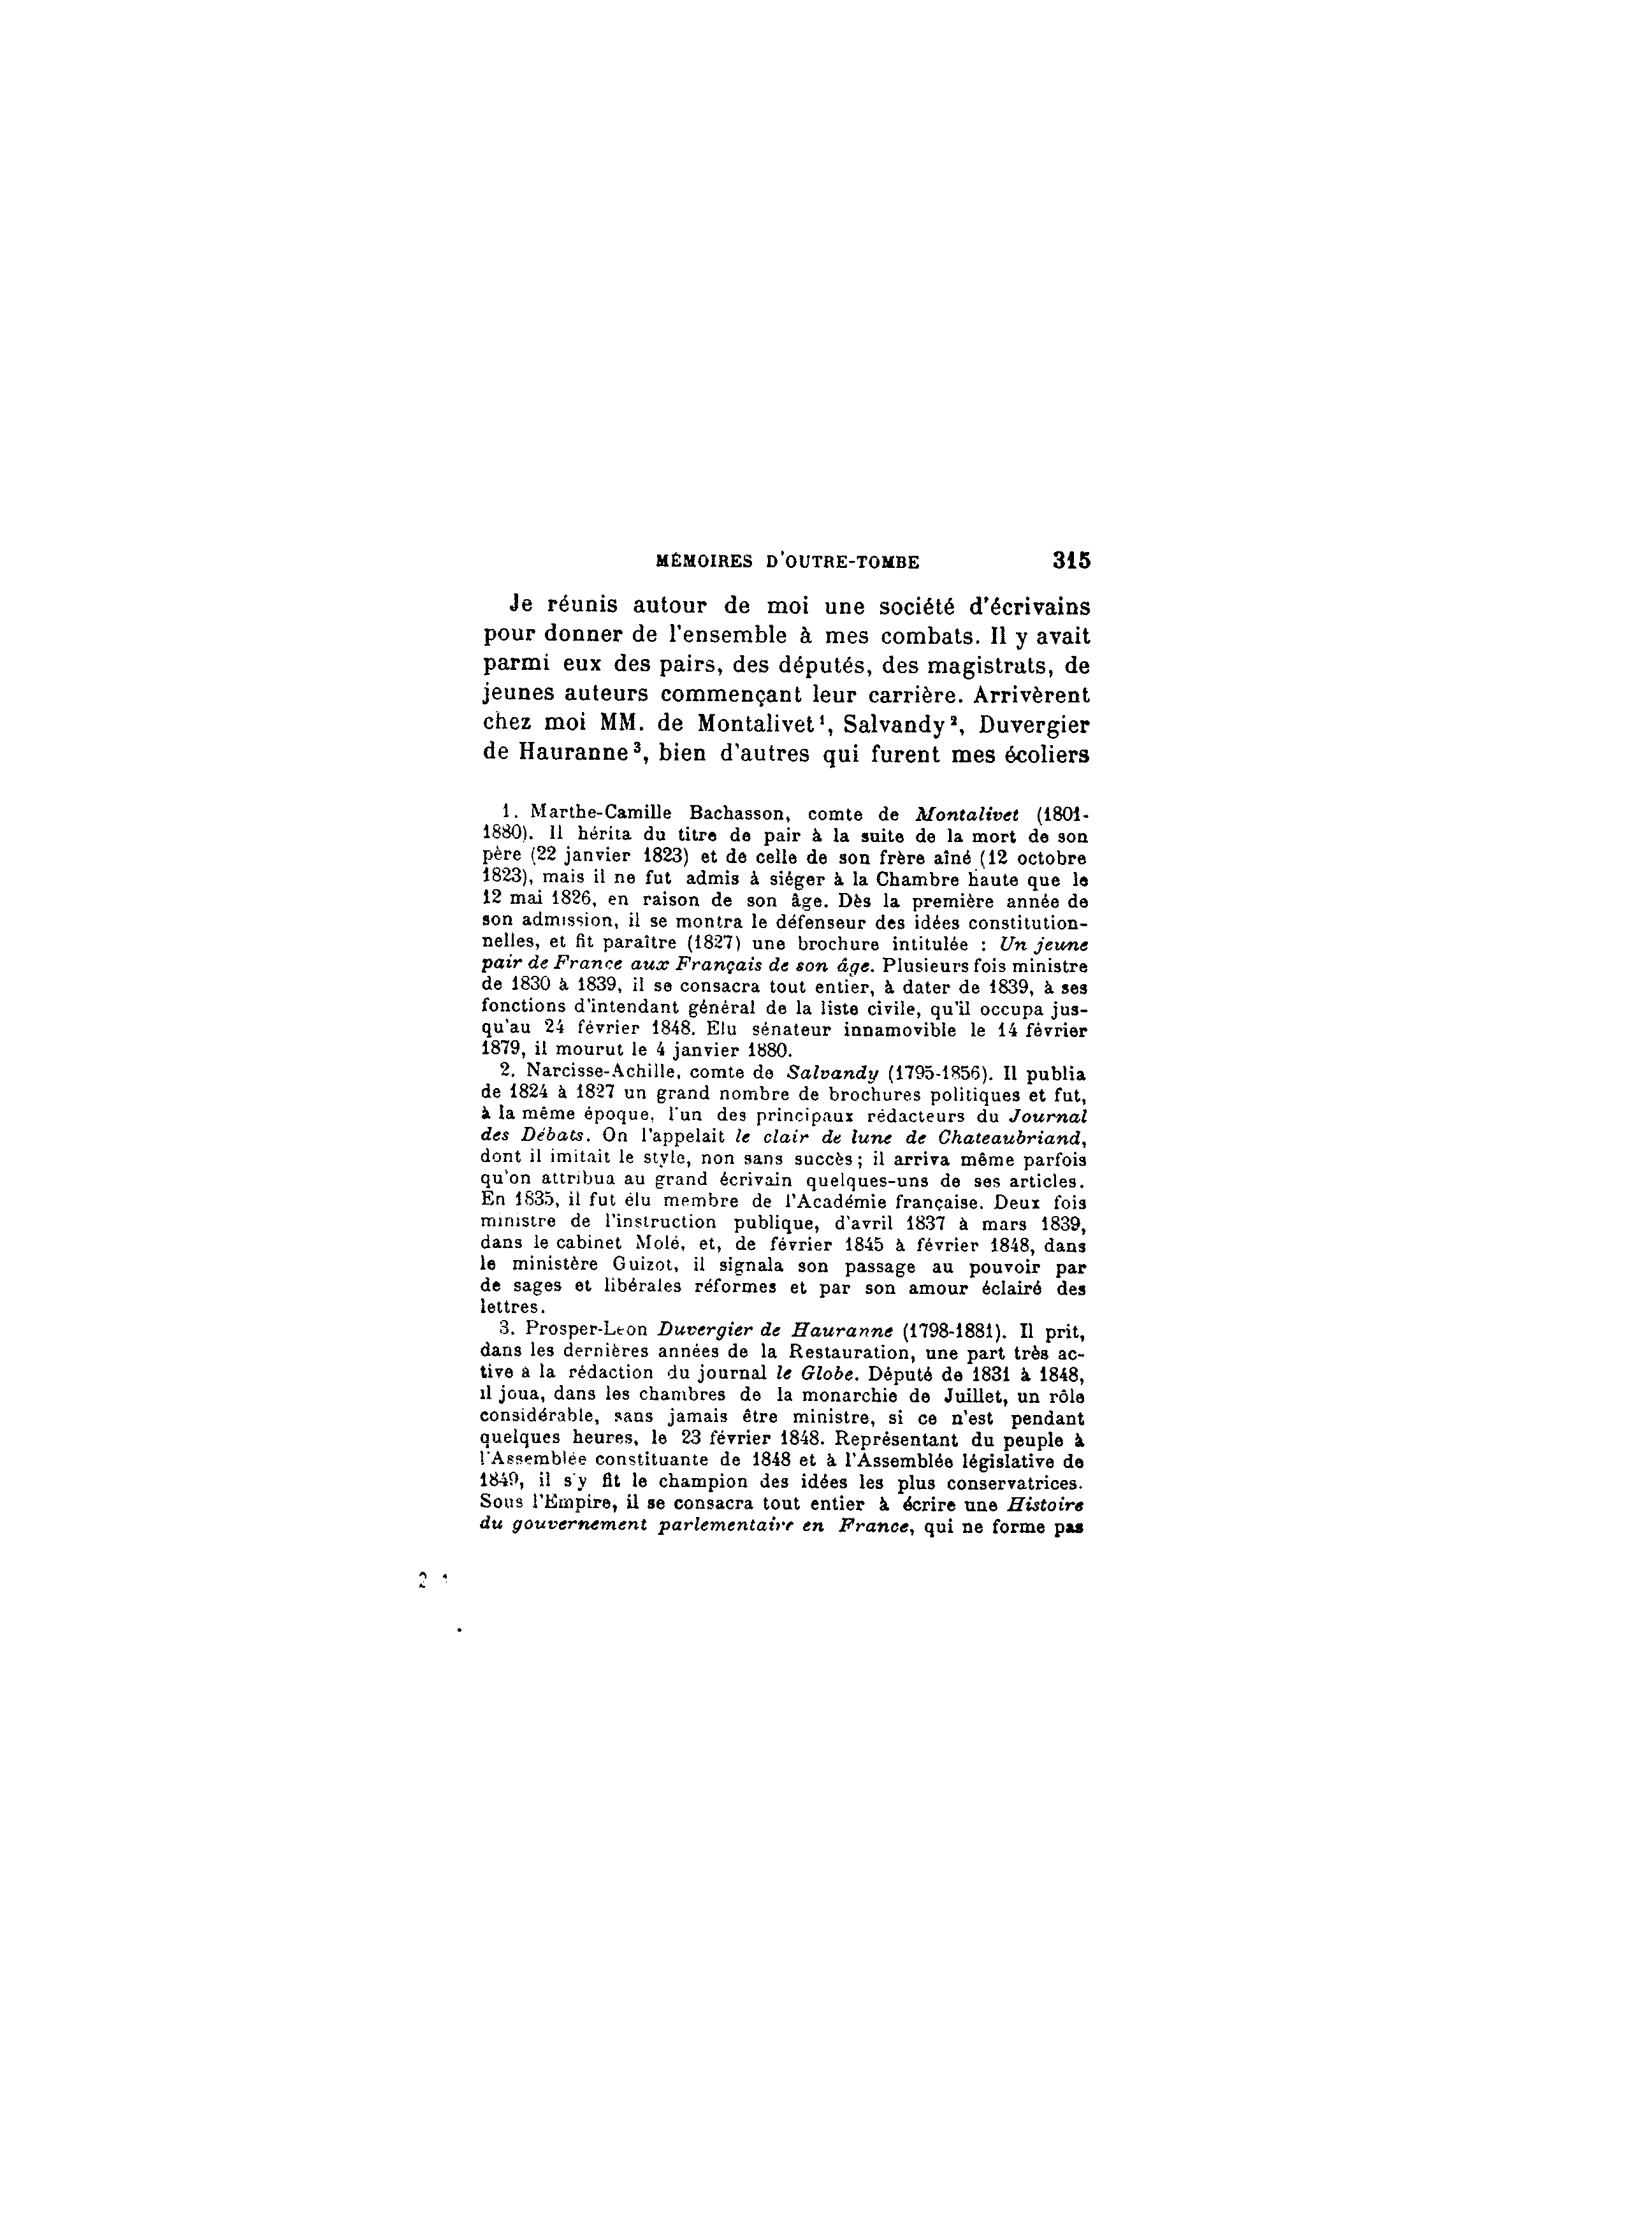 MÉMOIRES D'OUTRE-TOMBE 315
Je réunis autour de moi une société d'écrivains
pour donner de l'ensemble à mes combats. Il y avait
parmi eux des pairs, des députés, des magistrats, de
jeunes auteurs commençant leur carrière. Arrivèrent
chez moi MM. de Montalivet¹, Salvandy², Duvergier
de Hauranne³, bien d'autres qui furent mes écoliers
1. Marthe-Camille Bachasson, comte de Montalivet (1801-
1880). Il hérita du titre de pair à la suite de la mort de son
père (22 janvier 1823) et de celle de son frère aîné (12 octobre
1823), mais il ne fut admis à siéger à la Chambre haute que le
12 mai 1826, en raison de son âge. Dès la première année de
son admission, il se montra le défenseur des idées constitution-
nelles, et fit paraître (1827) une brochure intitulée : Un jeune
pair de France aux Français de son âge. Plusieurs fois ministre
de 1830 à 1839, il se consacra tout entier, à dater de 1839, à ses
fonctions d'intendant général de la liste civile, qu'il occupa jus-
qu'au 24 février 1848. Elu sénateur innamovible le 14 février
1879, il mourut le 4 janvier 1880.
2. Narcisse-Achille, comte de Salvandy (1795-1856). Il publia
de 1824 à 1827 un grand nombre de brochures politiques et fut,
à la même époque, l'un des principaux rédacteurs du Journal
des Débats. On l'appelait le clair de lune de Chateaubriand,
dont il imitait le style, non sans succès; il arriva même parfois
qu'on attribua au grand écrivain quelques-uns de ses articles.
En 1835, il fut élu membre de l'Académie française. Deux fois
ministre de l'instruction publique, d'avril 1837 à mars 1839,
dans le cabinet Molé, et, de février 1845 à février 1848, dans
le ministère Guizot, il signala son passage au pouvoir par
de sages et libérales réformes et par son amour éclairé des
lettres.
3. Prosper-Léon Duvergier de Hauranne (1798-1881). Il prit,
dans les dernières années de la Restauration, une part très ac-
tive à la rédaction du journal le Globe. Député de 1831 à 1848,
il joua, dans les chambres de la monarchie de Juillet, un rôle
considérable, sans jamais être ministre, si ce n'est pendant
quelques heures, le 23 février 1848. Représentant du peuple à
l'Assemblée constituante de 1848 et à l'Assemblée législative de
1849, il s'y fit le champion des idées les plus conservatrices.
Sous l'Empire, il se consacra tout entier à écrire une Histoire
du gouvernement parlementaire en France, qui ne forme pas